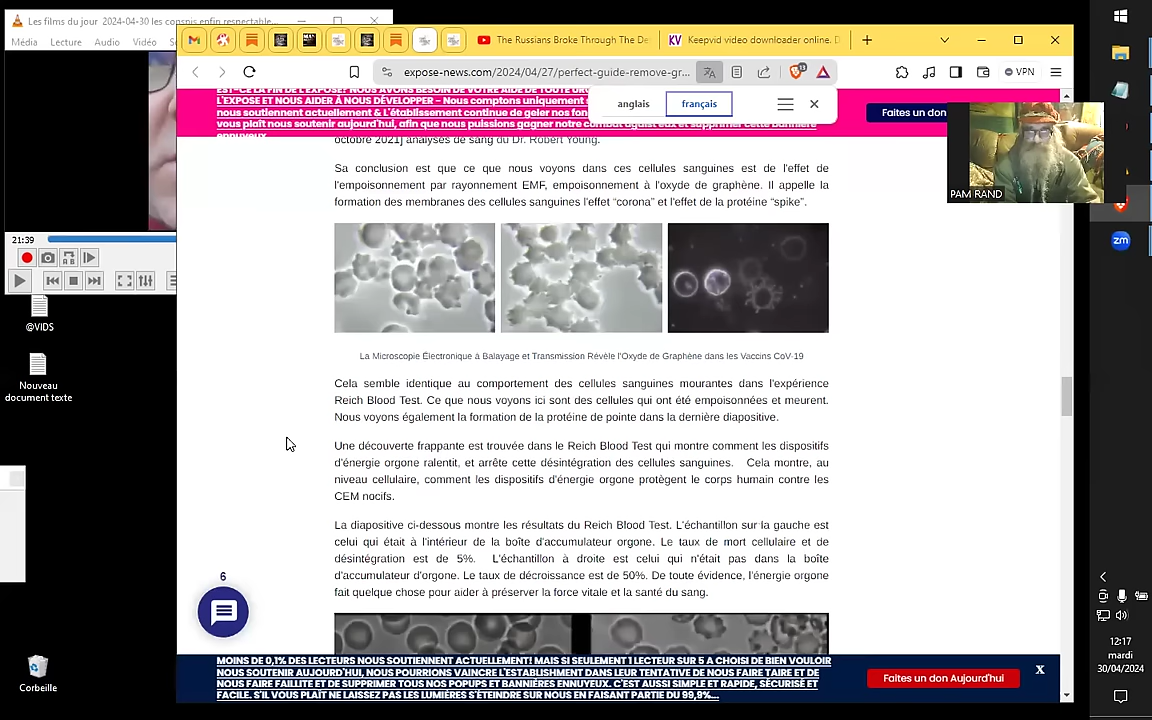 Les films du jour 2024-04-30 les conspis enfin respectable...
Média Lecture Audio Vidéo
21:39
@VIDS
Nouveau
document texte
Corbeille
The Russians Broke Through The De
KV Keepvid video downloader online. D
expose-news.com/2024/04/27/perfect-guide-remove-gr...
VPN
anglais français
L'EXPOSE ET NOUS AIDER À NOUS DÉVELOPPER – Nous comptons uniquement
nous soutiennent actuellement & L'établissement continue de geler nos
vous plaît nous soutenir aujourd'hui, afin que nous puissions gagner notre
ennuyeux.
Faites un don
PAM RAND
octobre 2021] analyses de sang du Dr. Robert Young.
Sa conclusion est que ce que nous voyons dans ces cellules sanguines est de l'effet de
l'empoisonnement par rayonnement EMF, empoisonnement à l'oxyde de graphène. Il appelle la
formation des membranes des cellules sanguines l'effet “corona” et l'effet de la protéine “spike”.
La Microscopie Électronique à Balayage et Transmission Révèle l'Oxyde de Graphène dans les Vaccins CoV-19
Cela semble identique au comportement des cellules sanguines mourantes dans l'expérience
Reich Blood Test. Ce que nous voyons ici sont des cellules qui ont été empoisonnées et meurent.
Nous voyons également la formation de la protéine de pointe dans la dernière diapositive.
Une découverte frappante est trouvée dans le Reich Blood Test qui montre comment les dispositifs
d'énergie orgone ralentit, et arrête cette désintégration des cellules sanguines. Cela montre, au
niveau cellulaire, comment les dispositifs d'énergie orgone protègent le corps humain contre les
CEM nocifs.
La diapositive ci-dessous montre les résultats du Reich Blood Test. L'échantillon sur la gauche est
celui qui était à l'intérieur de la boîte d'accumulateur orgone. Le taux de mort cellulaire et de
désintégration est de 5%. L'échantillon à droite est celui qui n'était pas dans la boîte
d'accumulateur d'orgone. Le taux de décroissance est de 50%. De toute évidence, l'énergie orgone
fait quelque chose pour aider à préserver la force vitale et la santé du sang.
6
MOINS DE 0,1% DES LECTEURS NOUS SOUTIENNENT ACTUELLEMENT! MAIS SI SEULEMENT 1 LECTEUR SUR 5 A CHOISI DE BIEN VOULOIR
NOUS SOUTENIR AUJOURD'HUI, NOUS POURRIONS VAINCRE L'ESTABLISHMENT DANS LEUR TENTATIVE DE NOUS FAIRE TAIRE ET DE
NOUS FAIRE FAILLITE ET DE SUPPRIMER TOUS NOS POPUPS ET BANNIÈRES ENNUYEUX. C'EST AUSSI SIMPLE ET RAPIDE, SÉCURISÉ ET
FACILE. S'IL VOUS PLAÎT NE LAISSEZ PAS LES LUMIÈRES S'ÉTEINDRE SUR NOUS EN FAISANT PARTIE DU 99,9%...
Faites un don Aujourd'hui
X
zm
12:17
mardi
30/04/2024